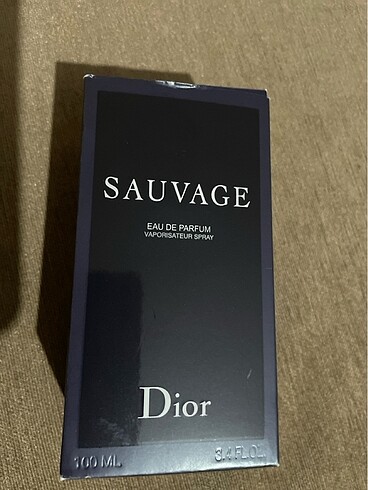 SAUVAGE
EAU DE PARFUM
VAPORISATEUR SPRAY
Dior
100 ML
3.4 FL.OZ.